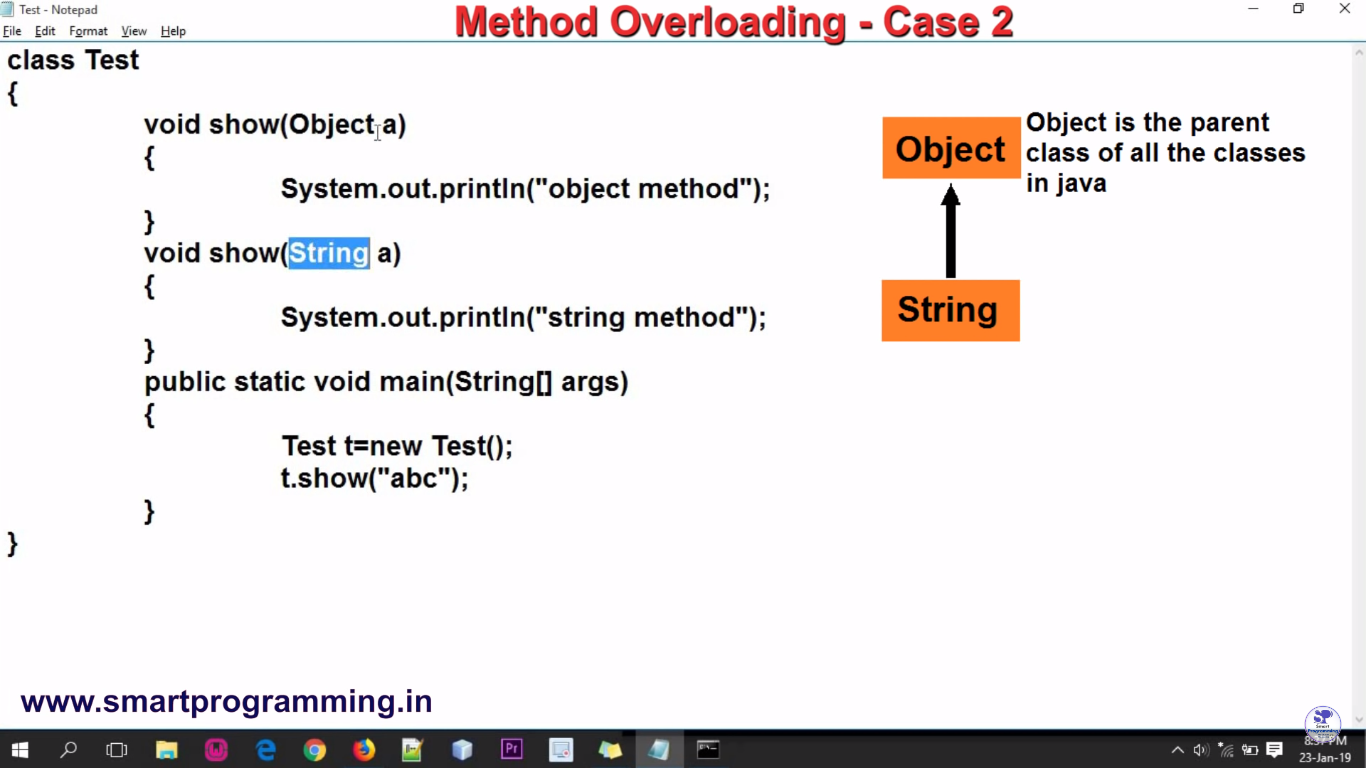 Test - Notepad
Method Overloading - Case 2
File Edit Format View Help
class Test
{
void show(Object a)
{
System.out.println("object method");
}
void show(String a)
{
System.out.println("string method");
}
public static void main(String[] args)
{
Test t=new Test();
t.show("abc");
}
}
Object
Object is the parent
class of all the classes
in java
String
www.smartprogramming.in
Smart
Pr
8:37 PM
23-Jan-19